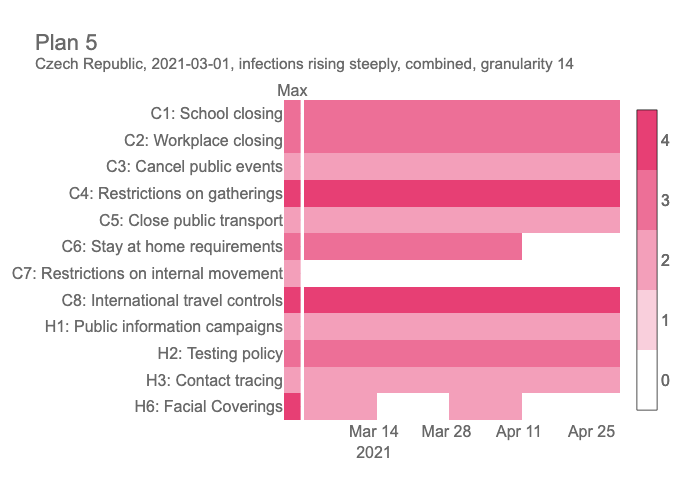 Plan 5
Czech Republic, 2021-03-01, infections rising steeply, combined, granularity 14
Max
C1: School closing
C2: Workplace closing
C3: Cancel public events
C4: Restrictions on gatherings
C5: Close public transport
C6: Stay at home requirements
C7: Restrictions on internal movement
C8: International travel controls
H1: Public information campaigns
H2: Testing policy
H3: Contact tracing
H6: Facial Coverings
4
3
2
1
0
Mar 14 Mar 28 Apr 11 Apr 25
2021